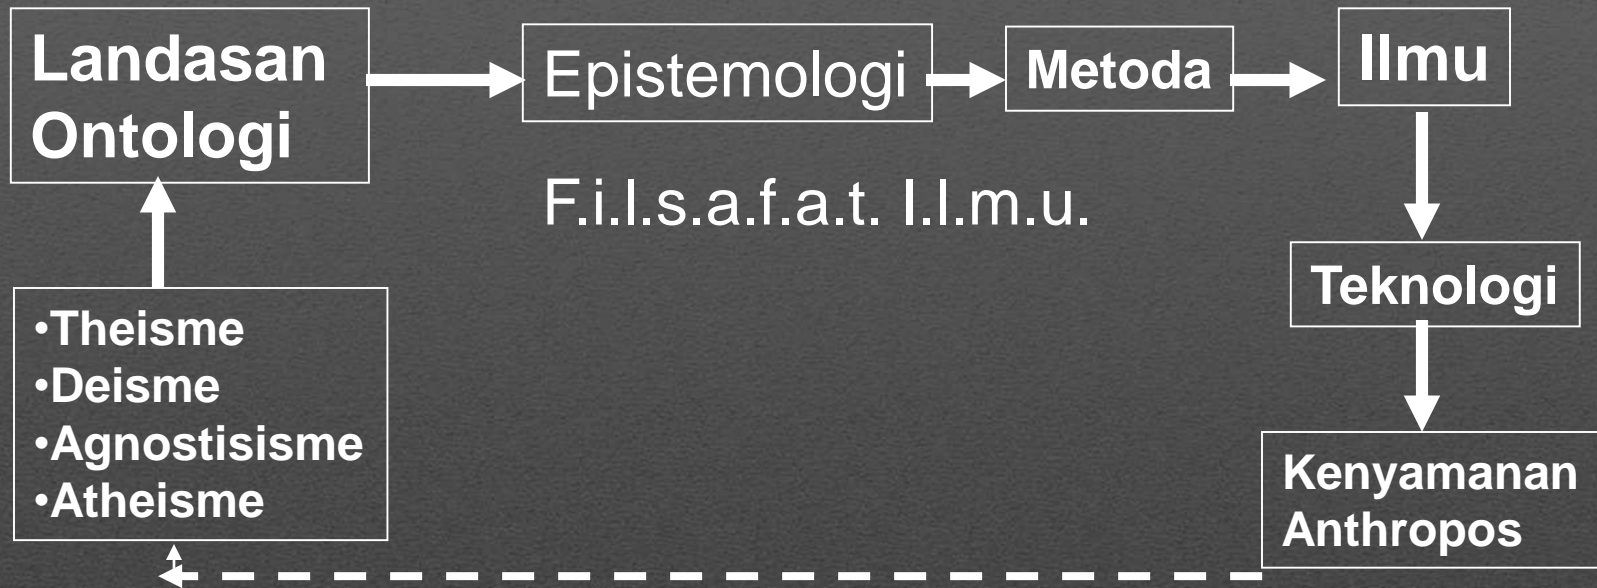 Landasan
Ontologi
Epistemologi
Metoda
Ilmu
F.i.l.s.a.f.a.t. I.l.m.u.
Teknologi
•Theisme
•Deisme
•Agnostisisme
•Atheisme
Kenyamanan
Anthropos